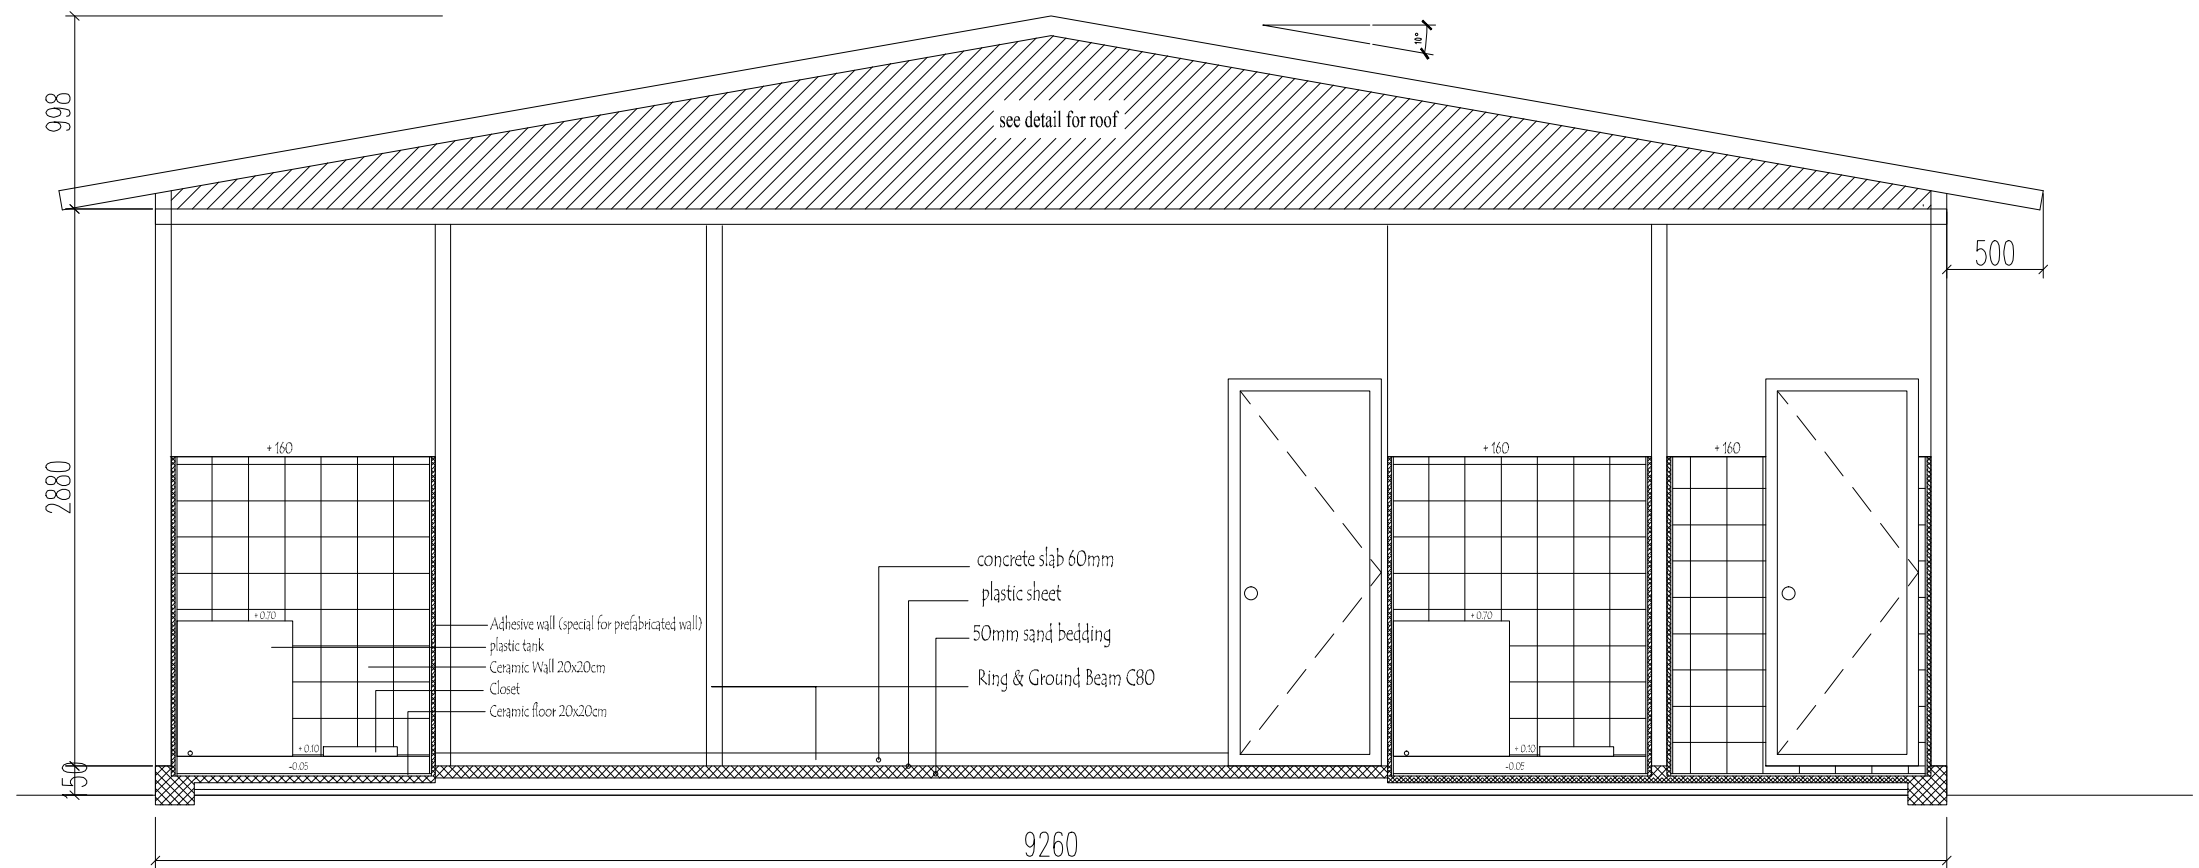 10°
998
see detail for roof
500
2880
+160
+160
+160
concrete slab 60mm
plastic sheet
50mm sand bedding
Ring & Ground Beam C80
+0.70
+0.70
Adhesive wall (special for prefabricated wall)
plastic tank
Ceramic Wall 20x20cm
Closet
Ceramic floor 20x20cm
+0.10
+0.10
-0.05
-0.05
150
9260